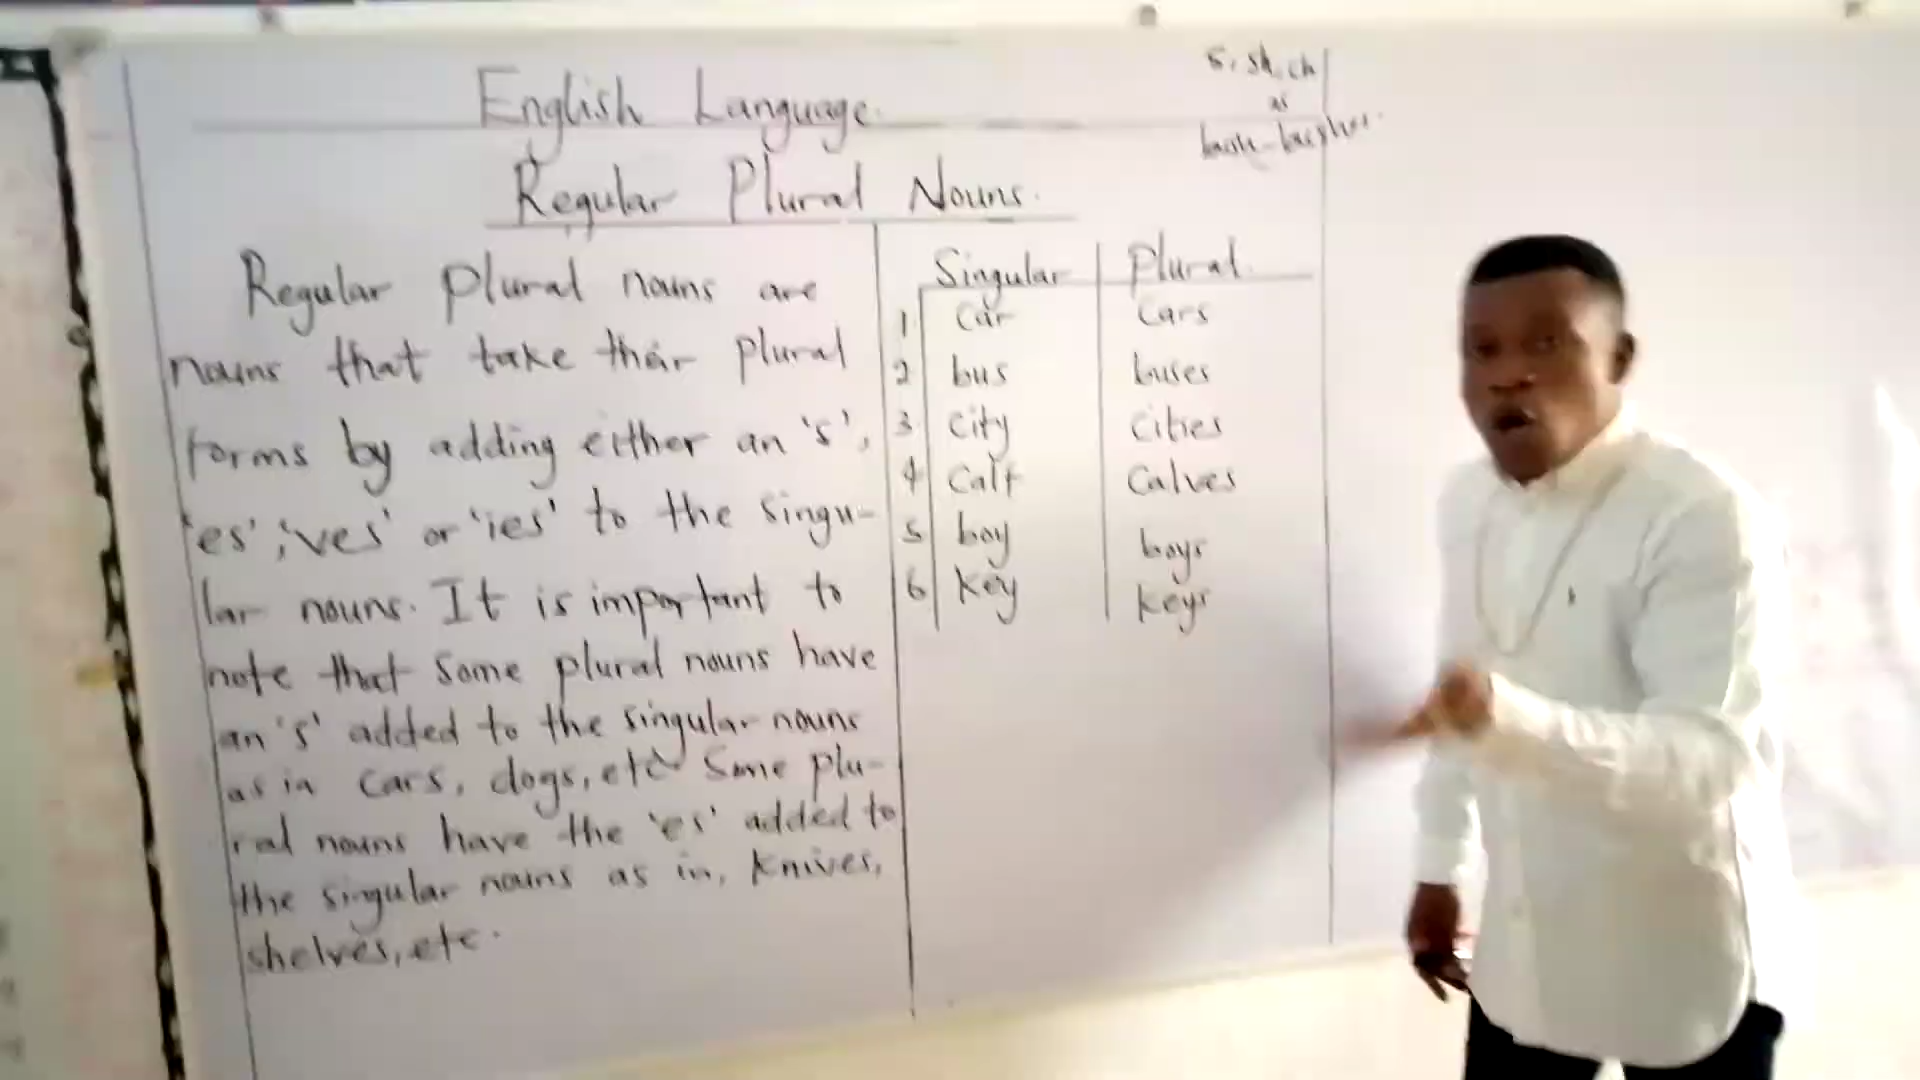 English Language.
s, sh, ch
as
Regular Plural Nouns.
Regular plural nouns are
nouns that take their plural
forms by adding either an 's',
'es', 'ves' or 'ies' to the singu-
lar nouns. It is important to
note that some plural nouns have
an 's' added to the singular nouns
as in cars, dogs, etc. Some plu-
ral nouns have the 'es' added to
the singular nouns as in, knives,
shelves, etc.
Singular Plural
1 car cars
2 bus buses
3 city cities
4 calf calves
5 boy boys
6 key keys